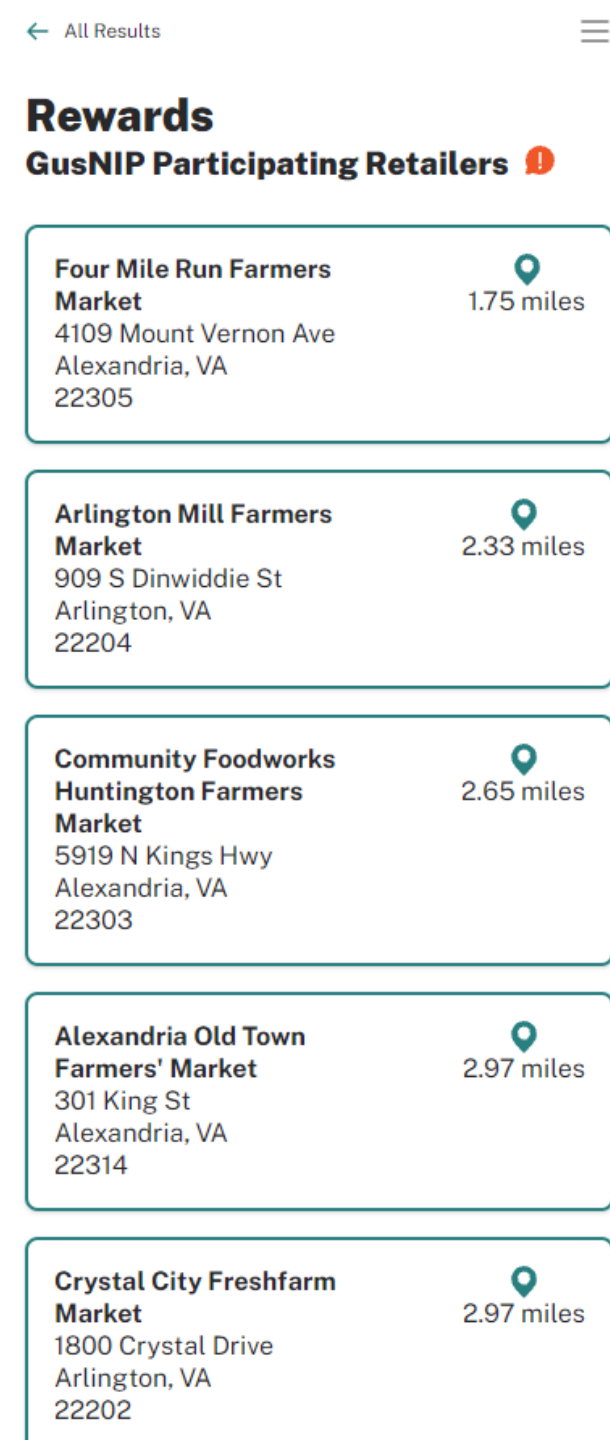 All Results
Rewards
GusNIP Participating Retailers
Four Mile Run Farmers
Market
4109 Mount Vernon Ave
Alexandria, VA
22305
1.75 miles
Arlington Mill Farmers
Market
909 S Dinwiddie St
Arlington, VA
22204
2.33 miles
Community Foodworks
Huntington Farmers
Market
5919 N Kings Hwy
Alexandria, VA
22303
2.65 miles
Alexandria Old Town
Farmers' Market
301 King St
Alexandria, VA
22314
2.97 miles
Crystal City Freshfarm
Market
1800 Crystal Drive
Arlington, VA
22202
2.97 miles